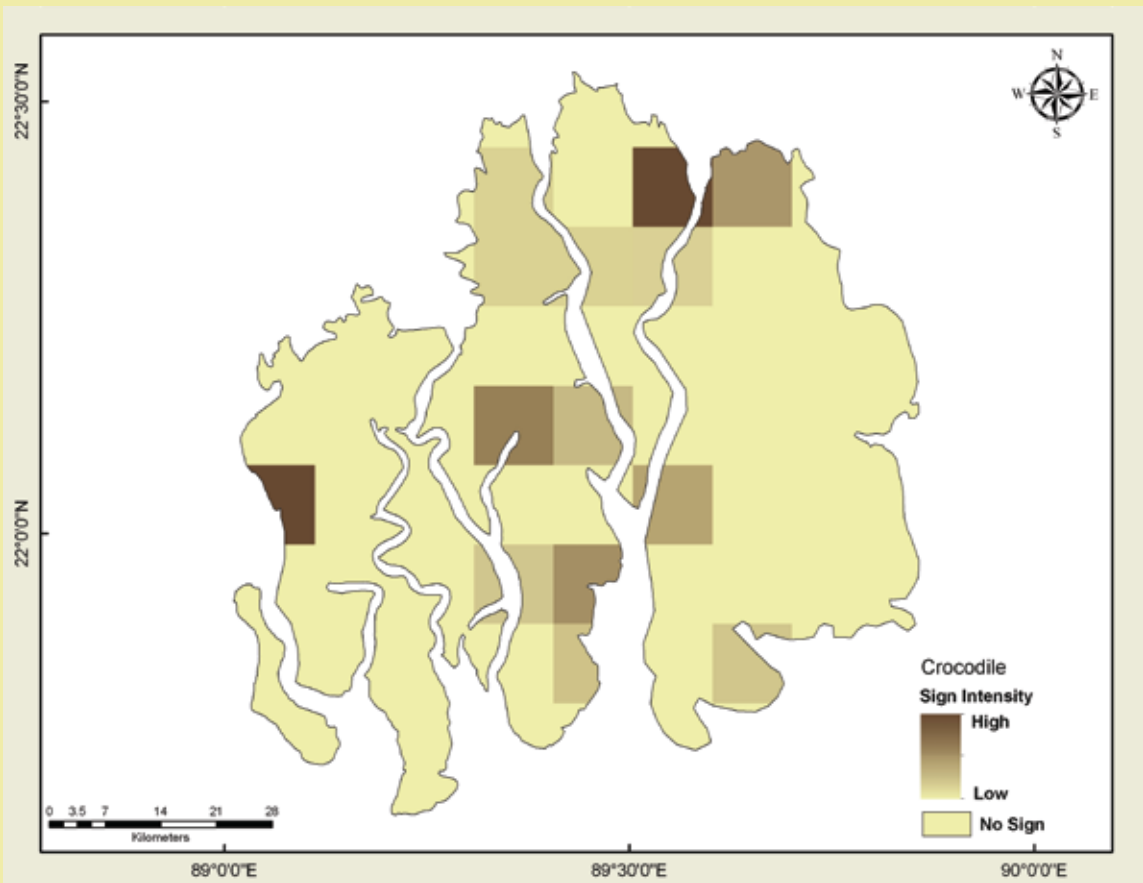 N
W E
S
22°30'0"N
22°0'0"N
Crocodile
Sign Intensity
High
Low
No Sign
0 3.5 7 14 21 28
Kilometers
89°0'0"E 89°30'0"E 90°0'0"E